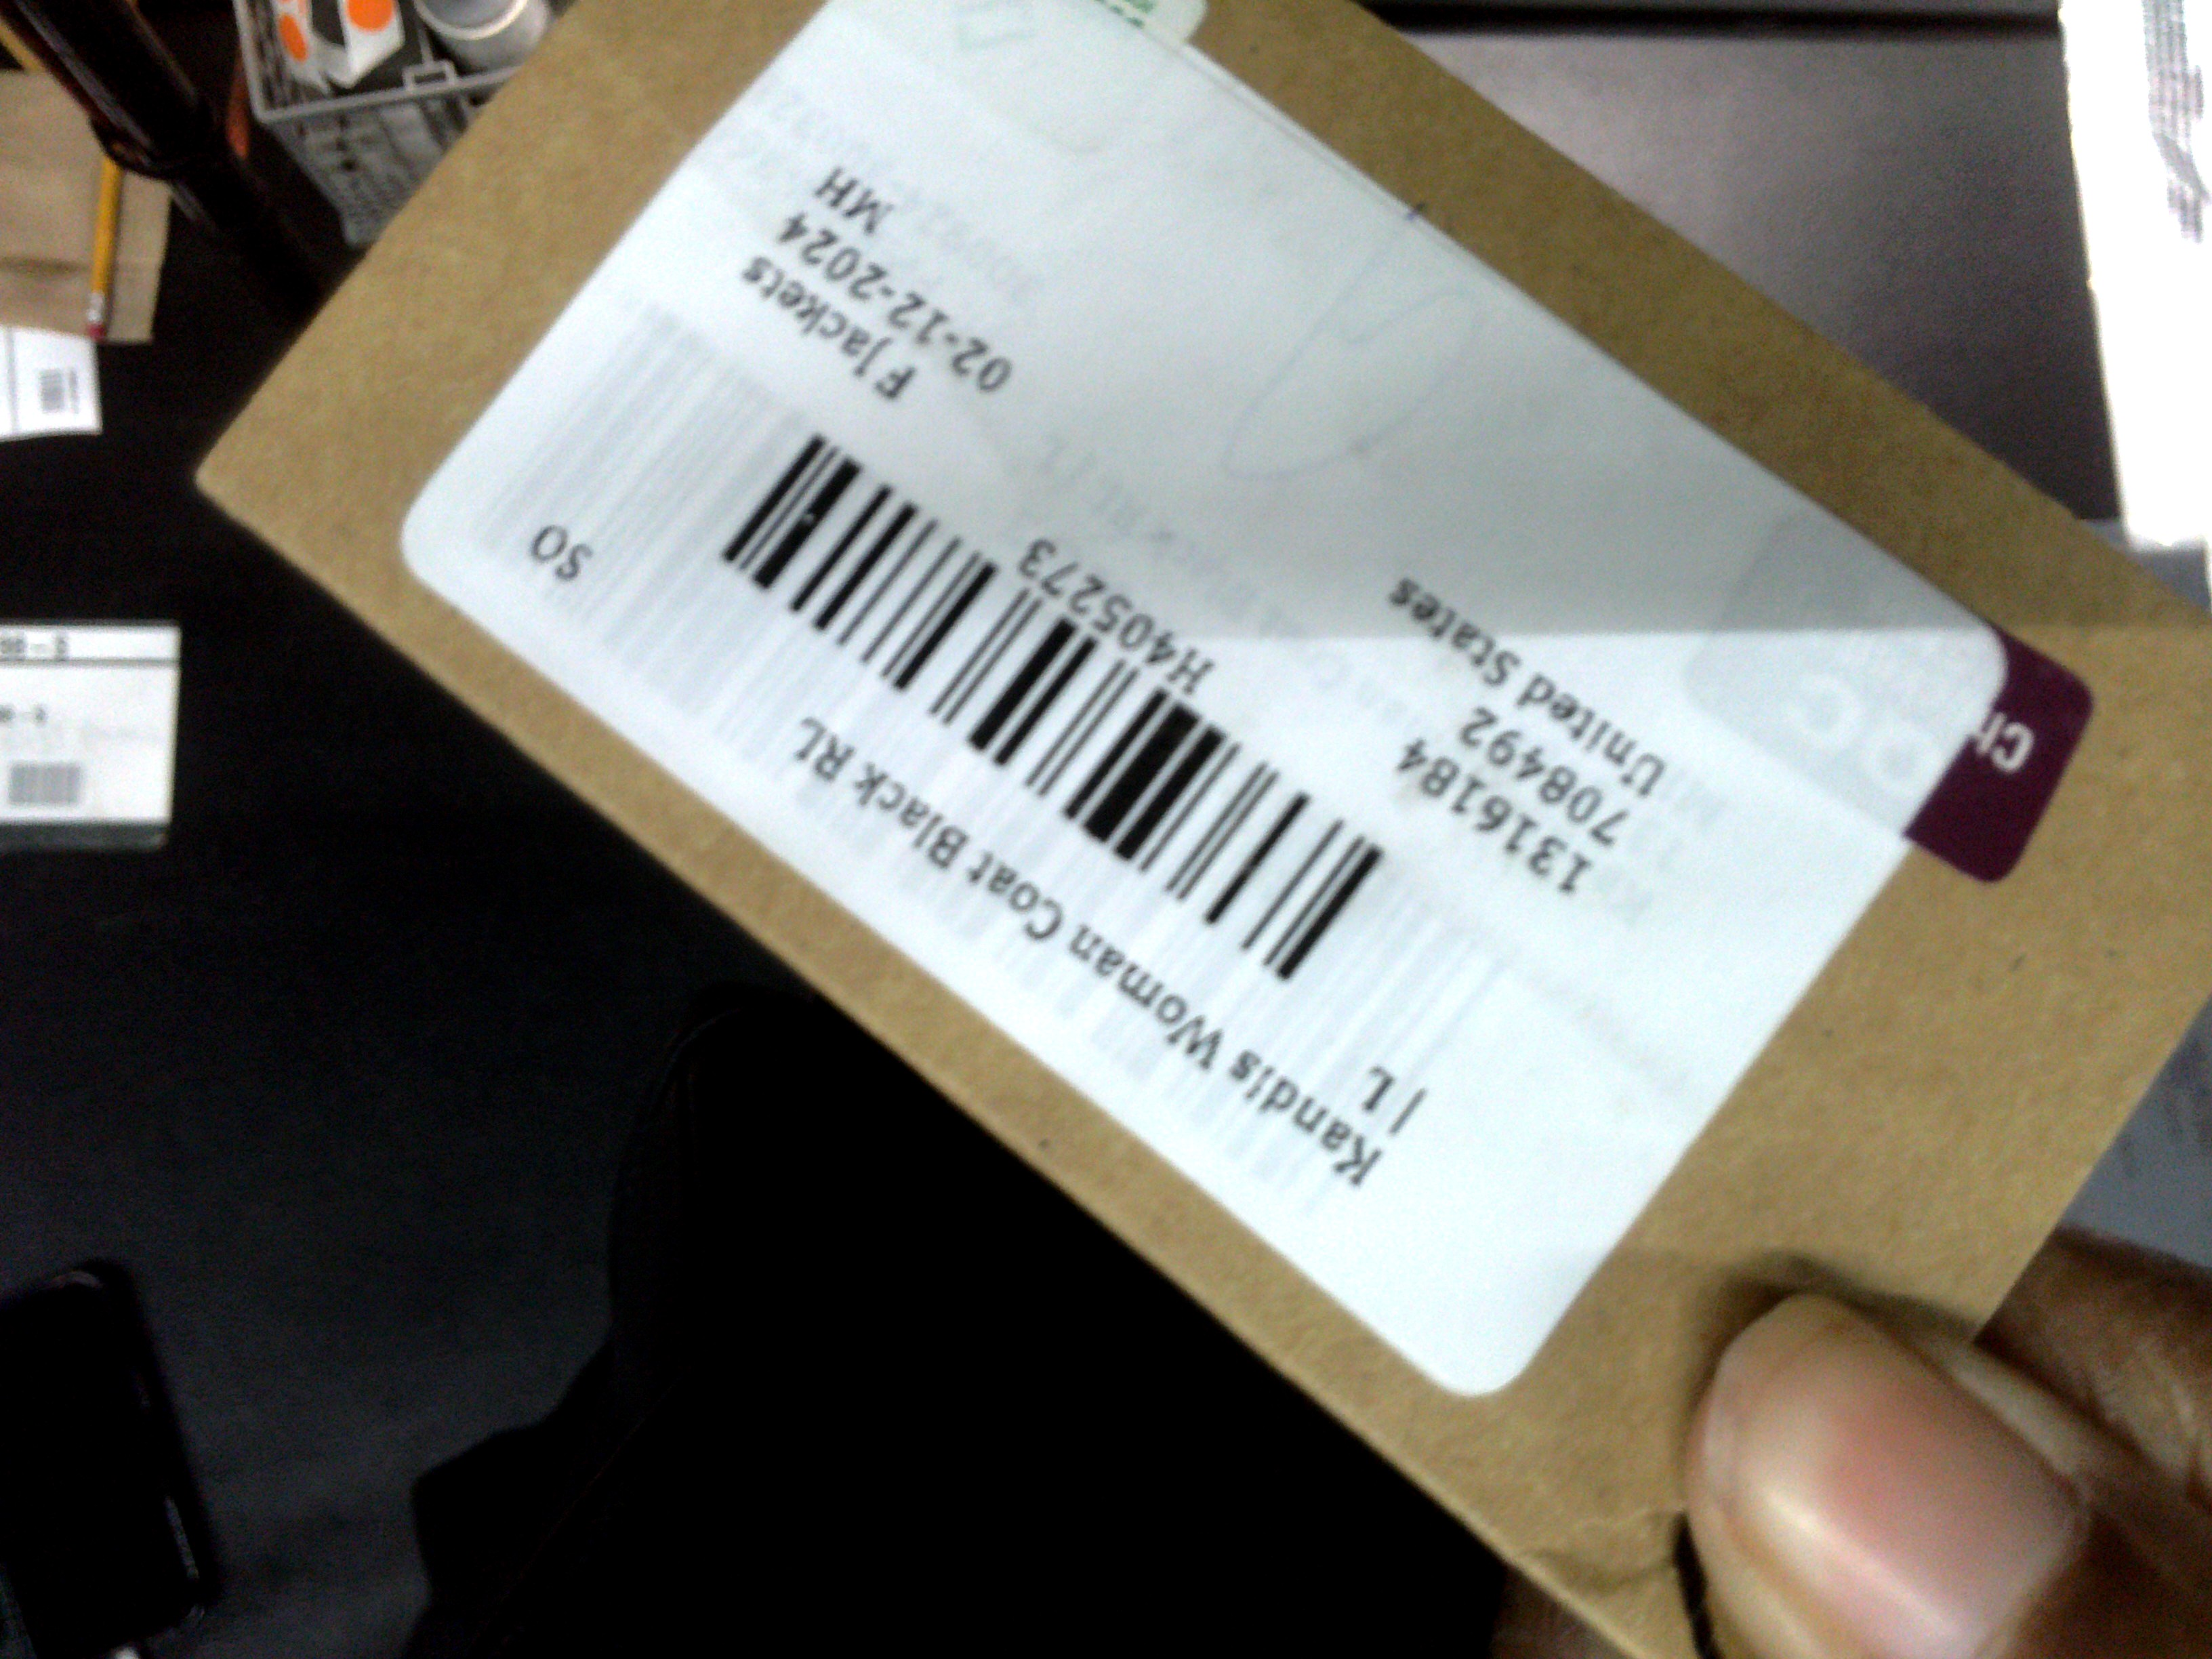 Kandis Woman Coat Black RL
/ L
SO
H405273
1316184
708492
United States
F Jackets
02-12-2024
MH